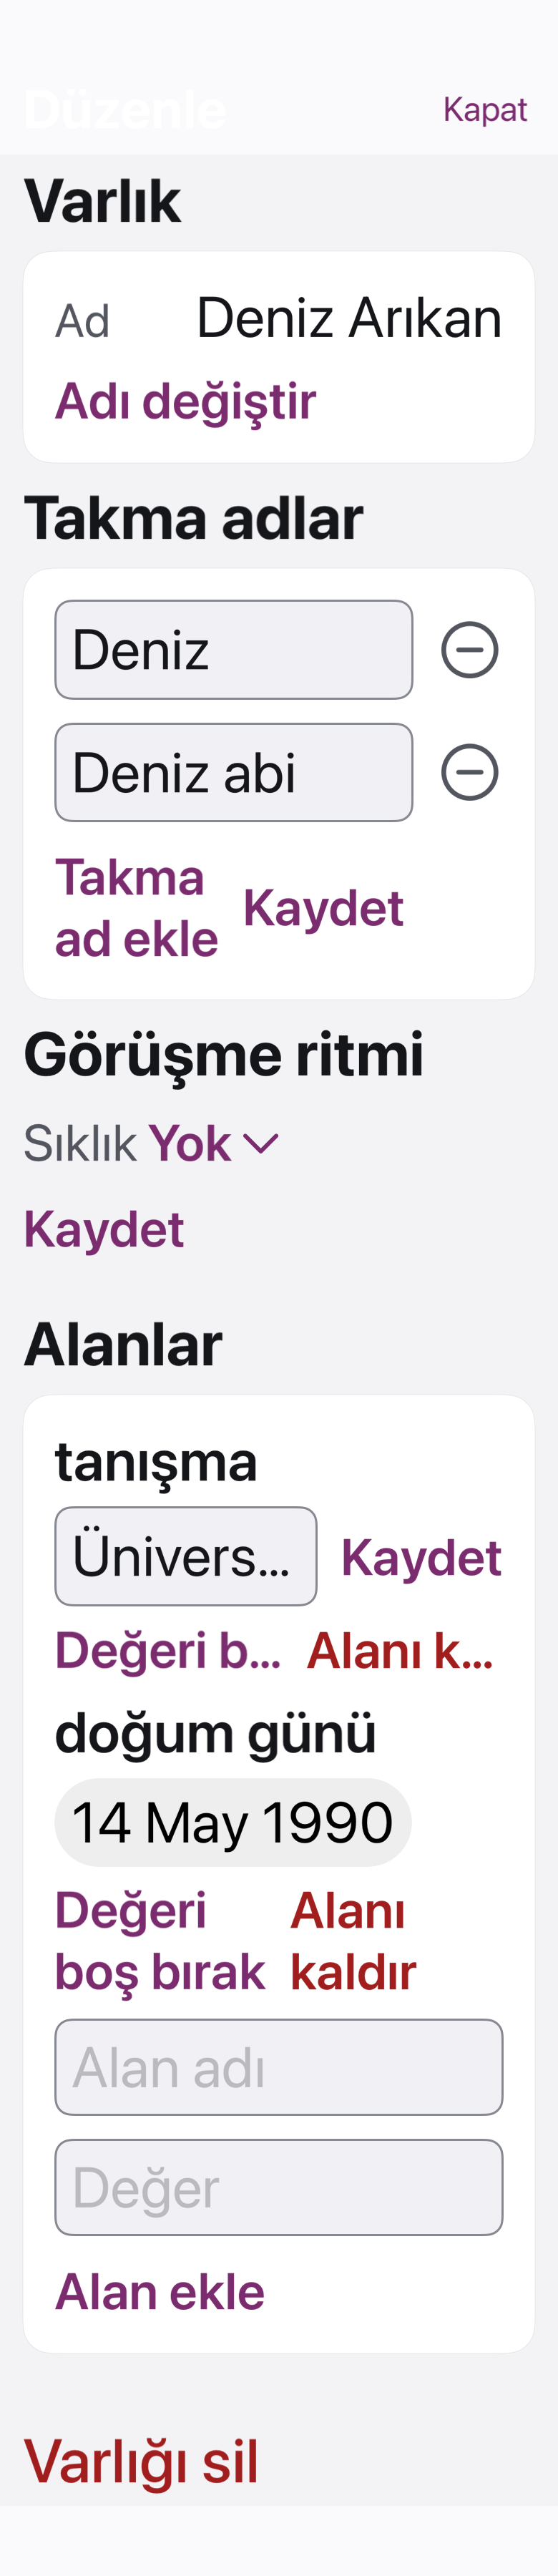 Düzenle
Kapat
Varlık
Ad
Deniz Arıkan
Adı değiştir
Takma adlar
Deniz
Deniz abi
Takma
ad ekle
Kaydet
Görüşme ritmi
Sıklık Yok
Kaydet
Alanlar
tanışma
Ünivers...
Kaydet
Değeri b...
Alanı k...
doğum günü
14 May 1990
Değeri
boş bırak
Alanı
kaldır
Alan adı
Değer
Alan ekle
Varlığı sil